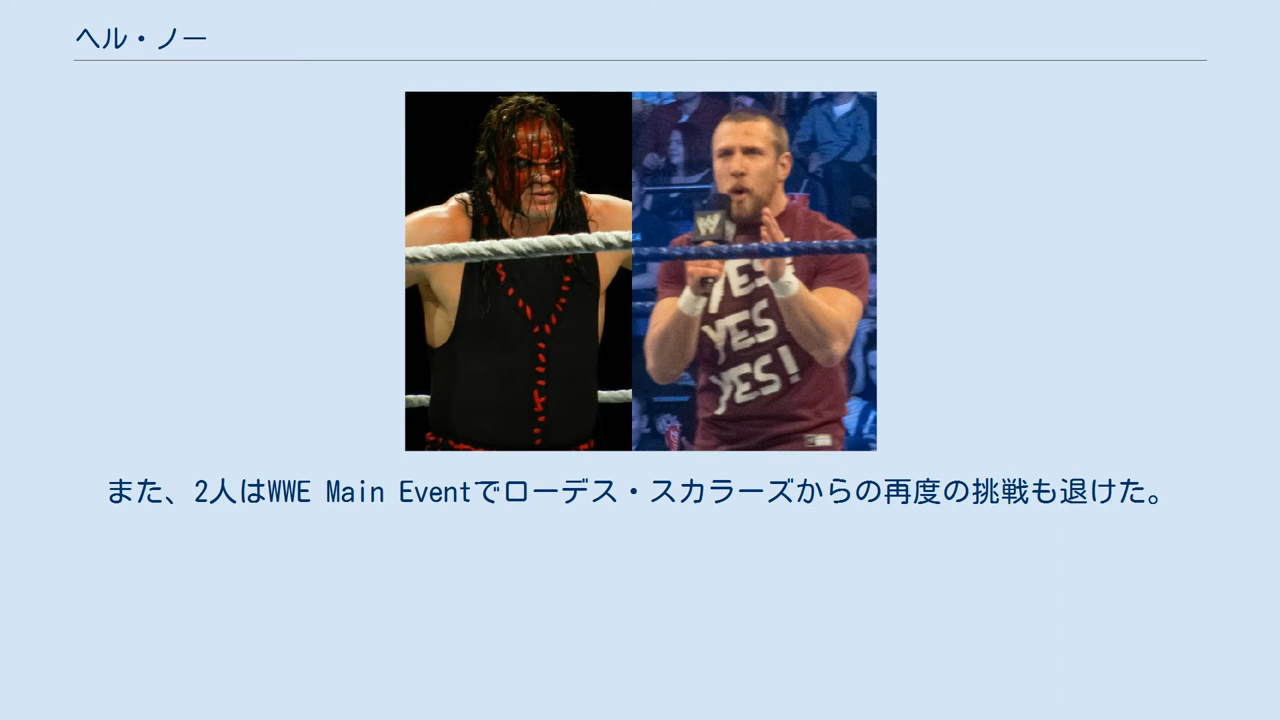 ヘル・ノー
YES
YES
YES!
また、2人はWWE Main Eventでローデス・スカラーズからの再度の挑戦も退けた。